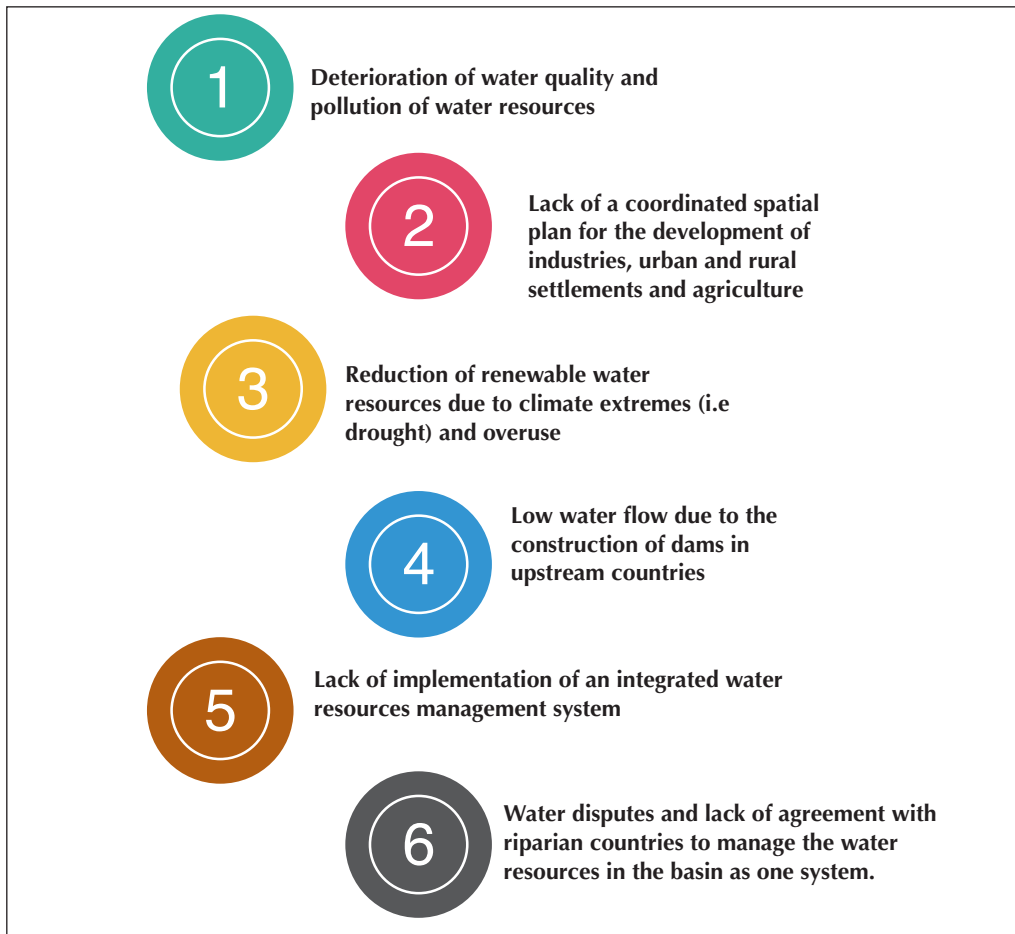 1
Deterioration of water quality and
pollution of water resources
2
Lack of a coordinated spatial
plan for the development of
industries, urban and rural
settlements and agriculture
3
Reduction of renewable water
resources due to climate extremes (i.e
drought) and overuse
4
Low water flow due to the
construction of dams in
upstream countries
5
Lack of implementation of an integrated water
resources management system
6
Water disputes and lack of agreement with
riparian countries to manage the water
resources in the basin as one system.